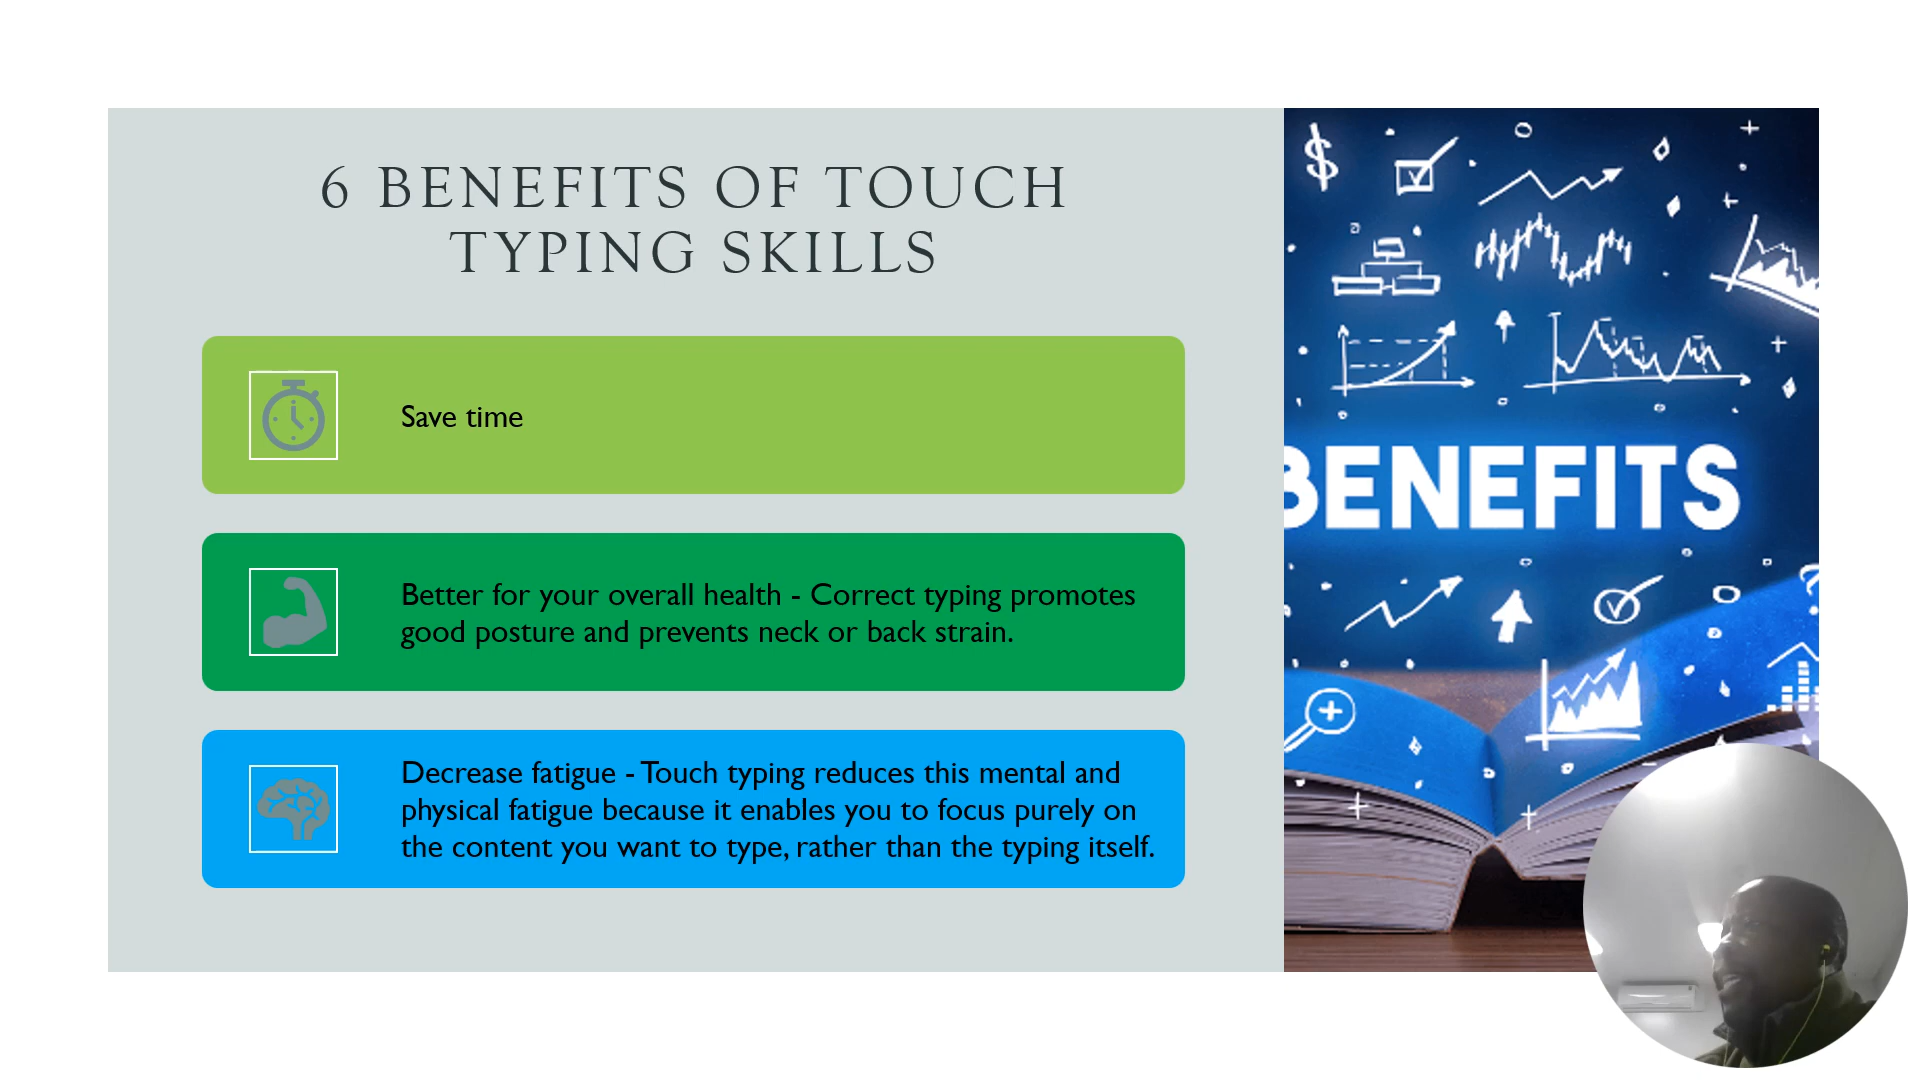 6 BENEFITS OF TOUCH
TYPING SKILLS
Save time
Better for your overall health - Correct typing promotes
good posture and prevents neck or back strain.
Decrease fatigue - Touch typing reduces this mental and
physical fatigue because it enables you to focus purely on
the content you want to type, rather than the typing itself.
$
BENEFITS